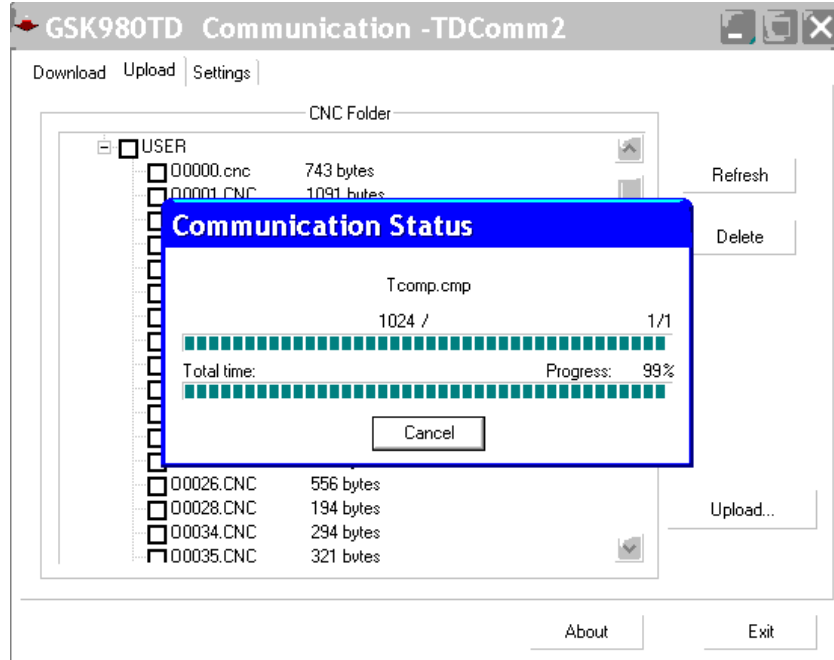 GSK980TD Communication -TDComm2
Download Upload Settings
CNC Folder
USER
O0000.cnc 743 bytes
O0001.CNC 1091 bytes
Refresh
Delete
Communication Status
Tcomp.cmp
1024 / 1/1
Total time: Progress: 99%
Cancel
O0026.CNC 556 bytes
O0028.CNC 194 bytes
O0034.CNC 294 bytes
O0035.CNC 321 bytes
Upload...
About Exit